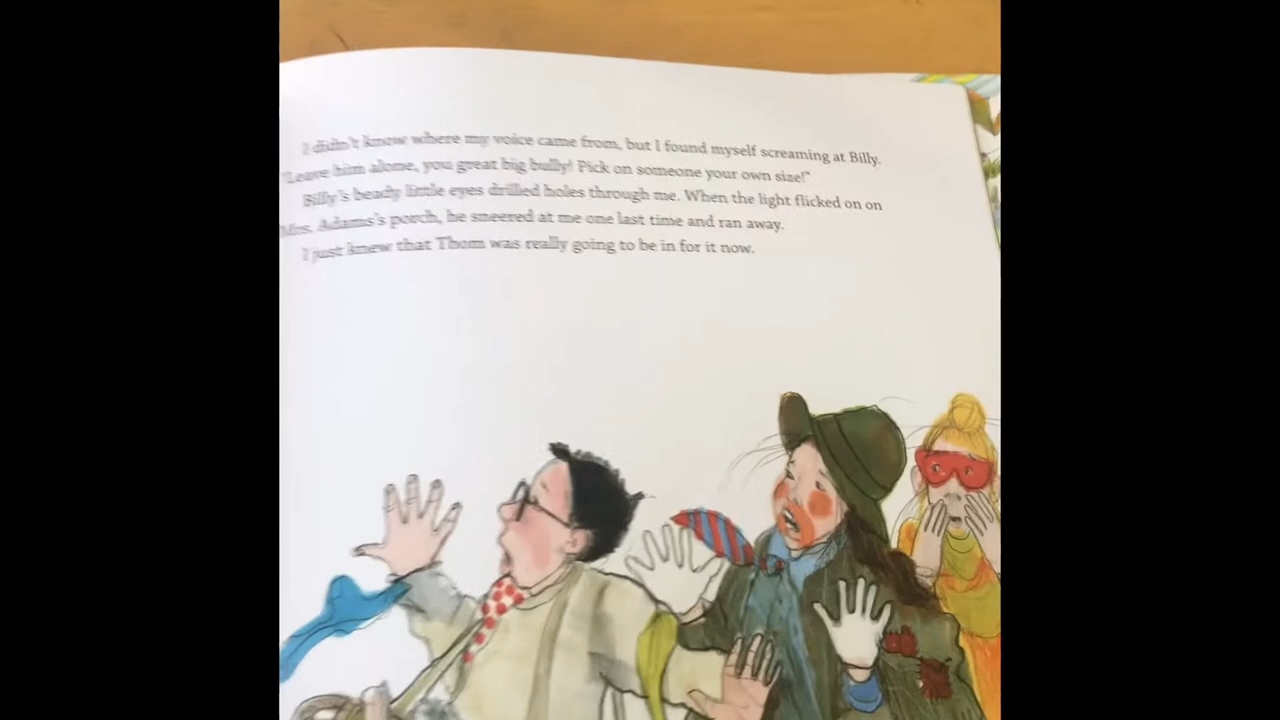 I didn't know where my voice came from, but I found myself screaming at Billy.
"Leave him alone, you great big bully! Pick on someone your own size!"
Billy's beady little eyes drilled holes through me. When the light flicked on on
Mrs. Adams's porch, he sneered at me one last time and ran away.
I just knew that Thom was really going to be in for it now.